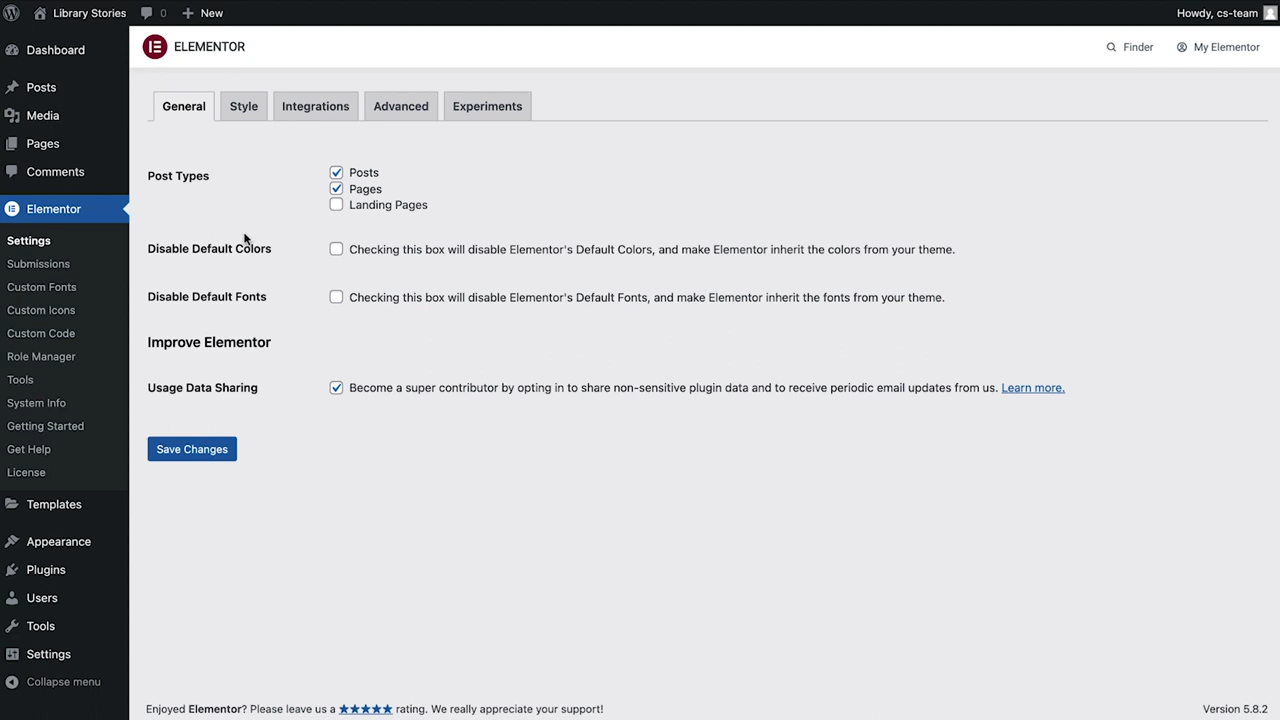 Library Stories
0
New
Howdy, cs-team
Dashboard
Posts
Media
Pages
Comments
Elementor
Settings
Submissions
Custom Fonts
Custom Icons
Custom Code
Role Manager
Tools
System Info
Getting Started
Get Help
License
Templates
Appearance
Plugins
Users
Tools
Settings
Collapse menu
ELEMENTOR
Finder
My Elementor
General
Style
Integrations
Advanced
Experiments
Post Types
Posts
Pages
Landing Pages
Disable Default Colors
Checking this box will disable Elementor's Default Colors, and make Elementor inherit the colors from your theme.
Disable Default Fonts
Checking this box will disable Elementor's Default Fonts, and make Elementor inherit the fonts from your theme.
Improve Elementor
Usage Data Sharing
Become a super contributor by opting in to share non-sensitive plugin data and to receive periodic email updates from us. Learn more.
Save Changes
Enjoyed Elementor? Please leave us a ★★★★★ rating. We really appreciate your support!
Version 5.8.2